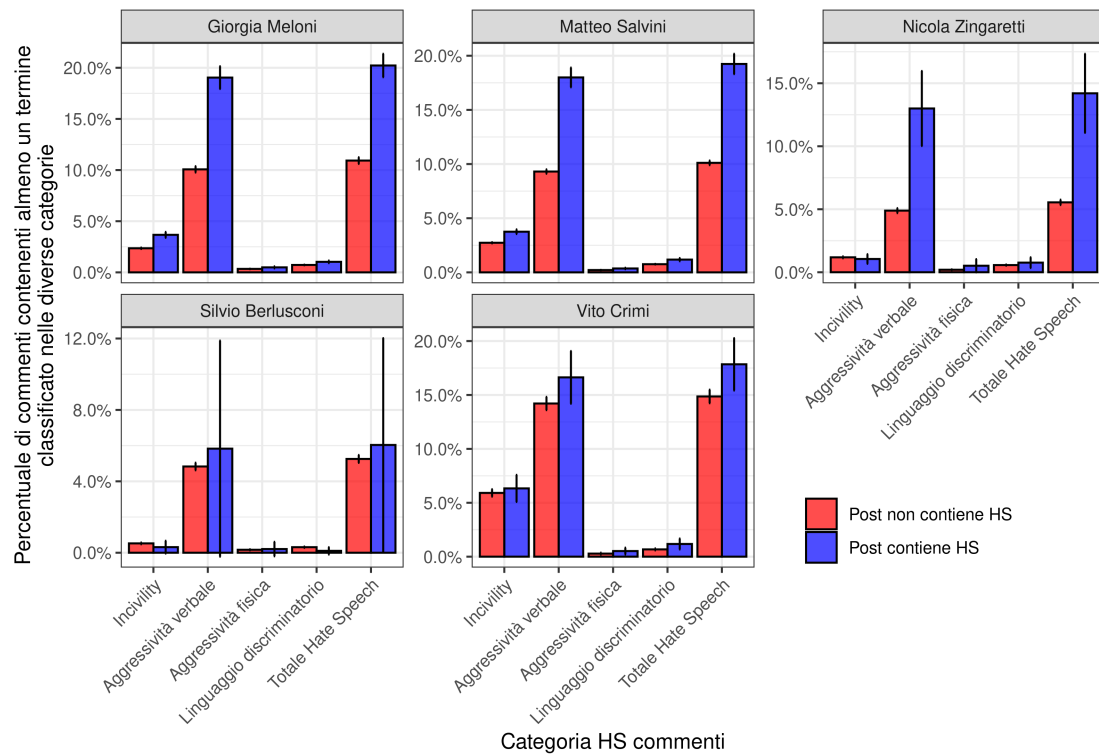 Giorgia Meloni
Matteo Salvini
Nicola Zingaretti
20.0%
15.0%
10.0%
5.0%
0.0%
20.0%
15.0%
10.0%
5.0%
0.0%
15.0%
10.0%
5.0%
0.0%
Incivility
Aggressività verbale
Aggressività fisica
Linguaggio discriminatorio
Totale Hate Speech
Silvio Berlusconi
Vito Crimi
12.0%
8.0%
4.0%
0.0%
20.0%
15.0%
10.0%
5.0%
0.0%
Incivility
Aggressività verbale
Aggressività fisica
Linguaggio discriminatorio
Totale Hate Speech
Incivility
Aggressività verbale
Aggressività fisica
Linguaggio discriminatorio
Totale Hate Speech
Percentuale di commenti contenenti almeno un termine
classificato nelle diverse categorie
Categoria HS commenti
Post non contiene HS
Post contiene HS